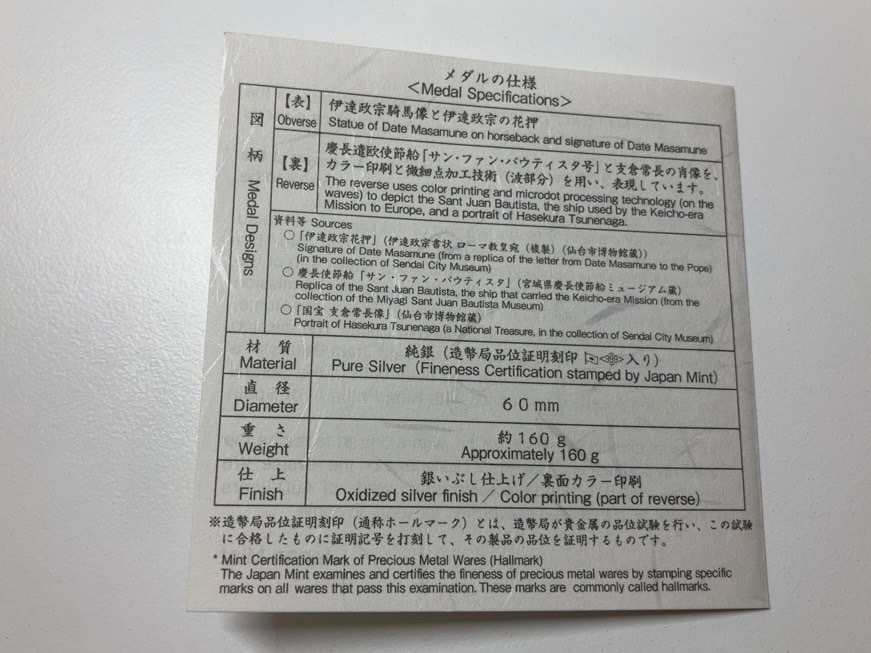 メダルの仕様
＜Medal Specifications＞
図柄 Medal Designs
【表】
Obverse
伊達政宗騎馬像と伊達政宗の花押
Statue of Date Masamune on horseback and signature of Date Masamune
【裏】
Reverse
慶長遣欧使節船「サン・ファン・バウティスタ号」と支倉常長の肖像を、
カラー印刷と微細点加工技術（波部分）を用い、表現しています。
The reverse uses color printing and microdot processing technology (on the
waves) to depict the Sant Juan Bautista, the ship used by the Keicho-era
Mission to Europe, and a portrait of Hasekura Tsunenaga.
資料等 Sources
○「伊達政宗花押」（伊達政宗書状 ローマ教皇宛（複製）（仙台市博物館蔵））
Signature of Date Masamune (from a replica of the letter from Date Masamune to the Pope)
(in the collection of Sendai City Museum)
○ 慶長使節船「サン・ファン・バウティスタ」（宮城県慶長使節船ミュージアム蔵）
Replica of the Sant Juan Bautista, the ship that carried the Keicho-era Mission (from the
collection of the Miyagi Sant Juan Bautista Museum)
○「国宝 支倉常長像」（仙台市博物館蔵）
Portrait of Hasekura Tsunenaga (a National Treasure, in the collection of Sendai City Museum)
材 質
Material
純銀（造幣局品位証明刻印 入り）
Pure Silver (Fineness Certification stamped by Japan Mint)
直 径
Diameter
６０mm
重 さ
Weight
約１６０ｇ
Approximately 160 g
仕 上
Finish
銀いぶし仕上げ／裏面カラー印刷
Oxidized silver finish ／ Color printing (part of reverse)
※造幣局品位証明刻印（通称ホールマーク）とは、造幣局が貴金属の品位試験を行い、この試験
に合格したものに証明記号を打刻して、その製品の品位を証明するものです。
* Mint Certification Mark of Precious Metal Wares (Hallmark)
The Japan Mint examines and certifies the fineness of precious metal wares by stamping specific
marks on all wares that pass this examination. These marks are commonly called hallmarks.